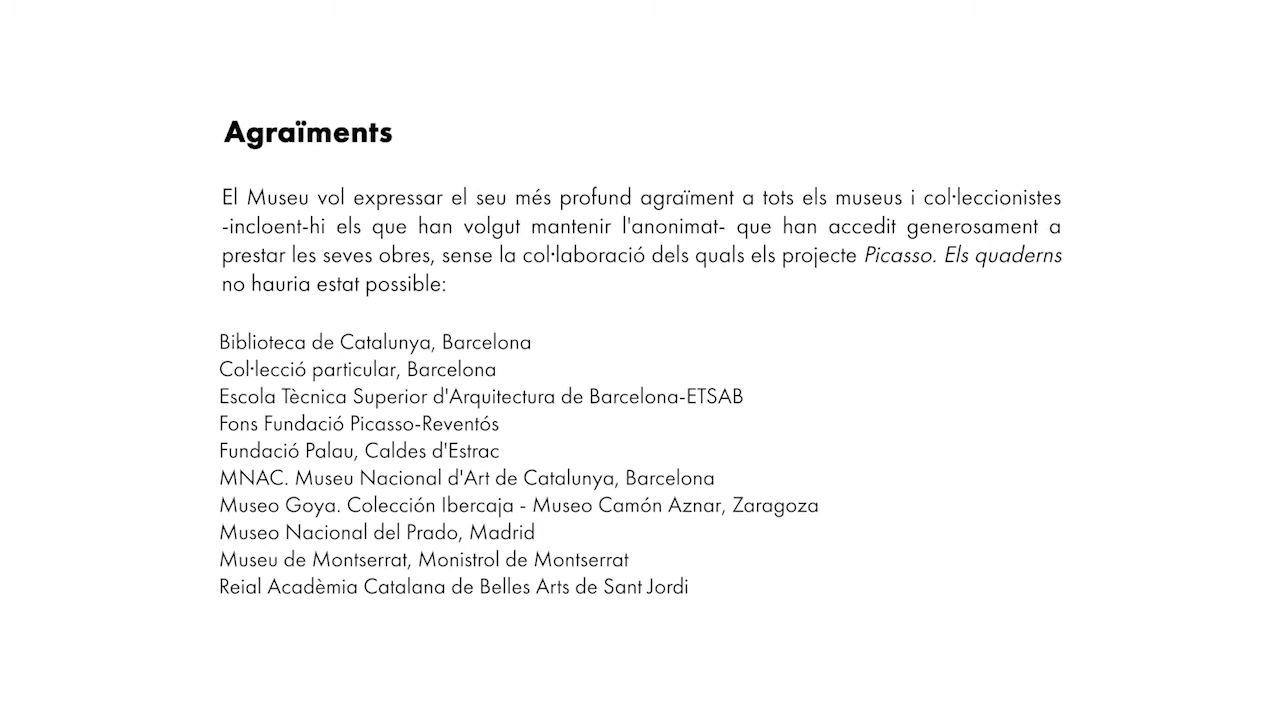 Agraïments
El Museu vol expressar el seu més profund agraïment a tots els museus i col·leccionistes
-incloent-hi els que han volgut mantenir l'anonimat- que han accedit generosament a
prestar les seves obres, sense la col·laboració dels quals els projecte Picasso. Els quaderns
no hauria estat possible:
Biblioteca de Catalunya, Barcelona
Col·lecció particular, Barcelona
Escola Tècnica Superior d'Arquitectura de Barcelona-ETSAB
Fons Fundació Picasso-Reventós
Fundació Palau, Caldes d'Estrac
MNAC. Museu Nacional d'Art de Catalunya, Barcelona
Museo Goya. Colección Ibercaja - Museo Camón Aznar, Zaragoza
Museo Nacional del Prado, Madrid
Museu de Montserrat, Monistrol de Montserrat
Reial Acadèmia Catalana de Belles Arts de Sant Jordi